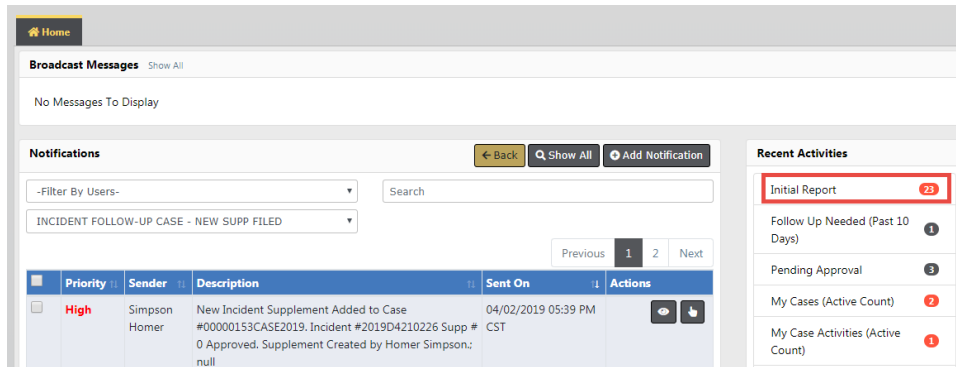 Home
Broadcast Messages Show All
No Messages To Display
Notifications
Back
Show All
Add Notification
-Filter By Users-
Search
INCIDENT FOLLOW-UP CASE - NEW SUPP FILED
Previous 1 2 Next
Priority Sender Description Sent On Actions
High
Simpson
Homer
New Incident Supplement Added to Case
#00000153CASE2019. Incident #2019D4210226 Supp #
0 Approved. Supplement Created by Homer Simpson.;
null
04/02/2019 05:39 PM
CST
Recent Activities
Initial Report 23
Follow Up Needed (Past 10
Days)
1
Pending Approval 3
My Cases (Active Count) 2
My Case Activities (Active
Count)
1